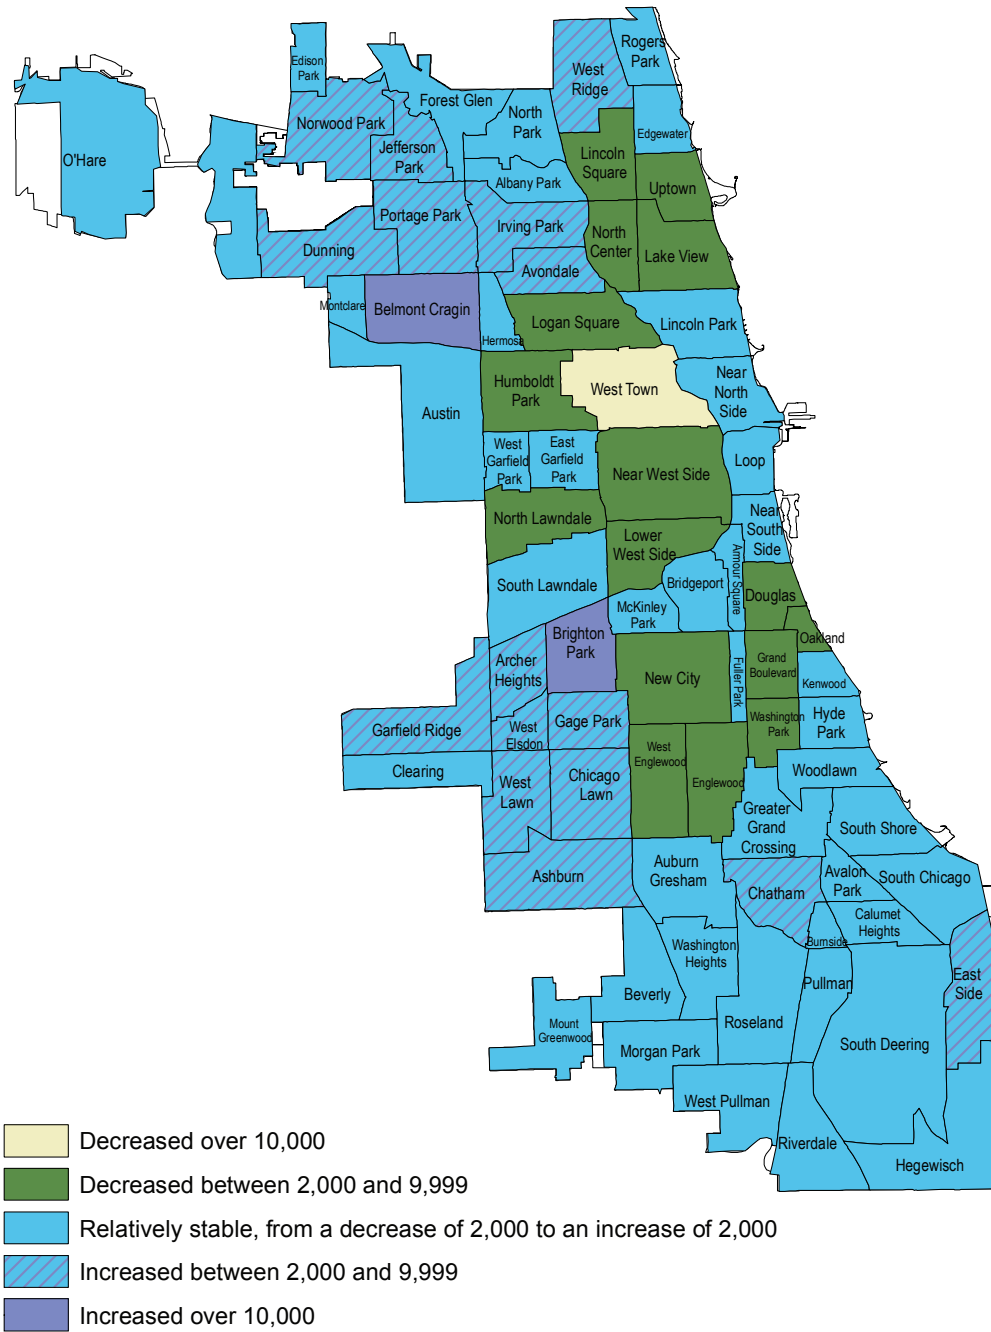 Rogers
Park
West
Ridge
Edison
Park
Forest Glen
North
Park
Norwood Park
Jefferson
Park
Edgewater
O'Hare
Lincoln
Square
Albany Park
Uptown
Portage Park
Irving Park
North
Center
Dunning
Lake View
Avondale
Montclare
Belmont Cragin
Hermosa
Logan Square
Lincoln Park
Near
North
Side
Humboldt
Park
West Town
Austin
West
Garfield
Park
East
Garfield
Park
Loop
Near West Side
Near
South
Side
North Lawndale
Lower
West Side
Armour Square
South Lawndale
Bridgeport
Douglas
McKinley
Park
Brighton
Park
Oakland
Archer
Heights
New City
Fuller Park
Grand
Boulevard
Kenwood
Garfield Ridge
West
Elsdon
Gage Park
Washington
Park
Hyde
Park
West
Englewood
Englewood
Clearing
West
Lawn
Chicago
Lawn
Woodlawn
Greater
Grand
Crossing
South Shore
Ashburn
Auburn
Gresham
Chatham
Avalon
Park
South Chicago
Calumet
Heights
Burnside
Washington
Heights
Beverly
Pullman
East
Side
Roseland
Mount
Greenwood
Morgan Park
South Deering
West Pullman
Riverdale
Hegewisch
Decreased over 10,000
Decreased between 2,000 and 9,999
Relatively stable, from a decrease of 2,000 to an increase of 2,000
Increased between 2,000 and 9,999
Increased over 10,000